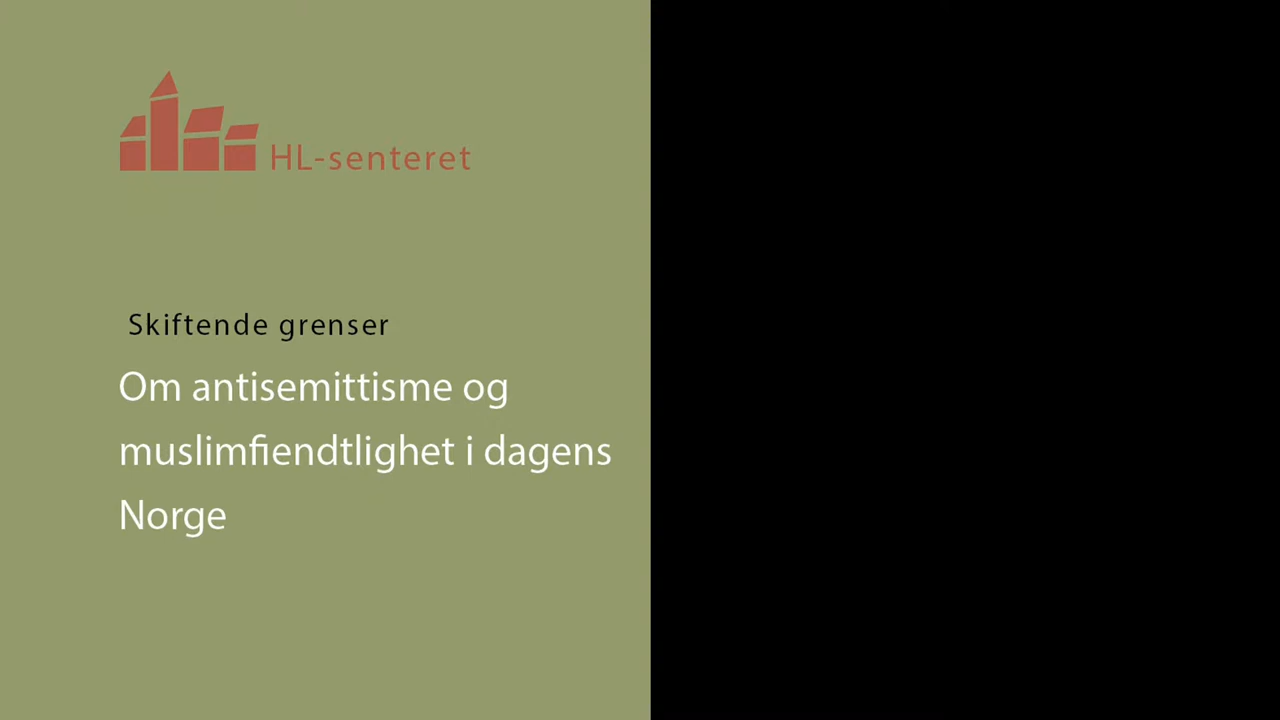 HL-senteret
Skiftende grenser
Om antisemittisme og
muslimfiendtlighet i dagens
Norge